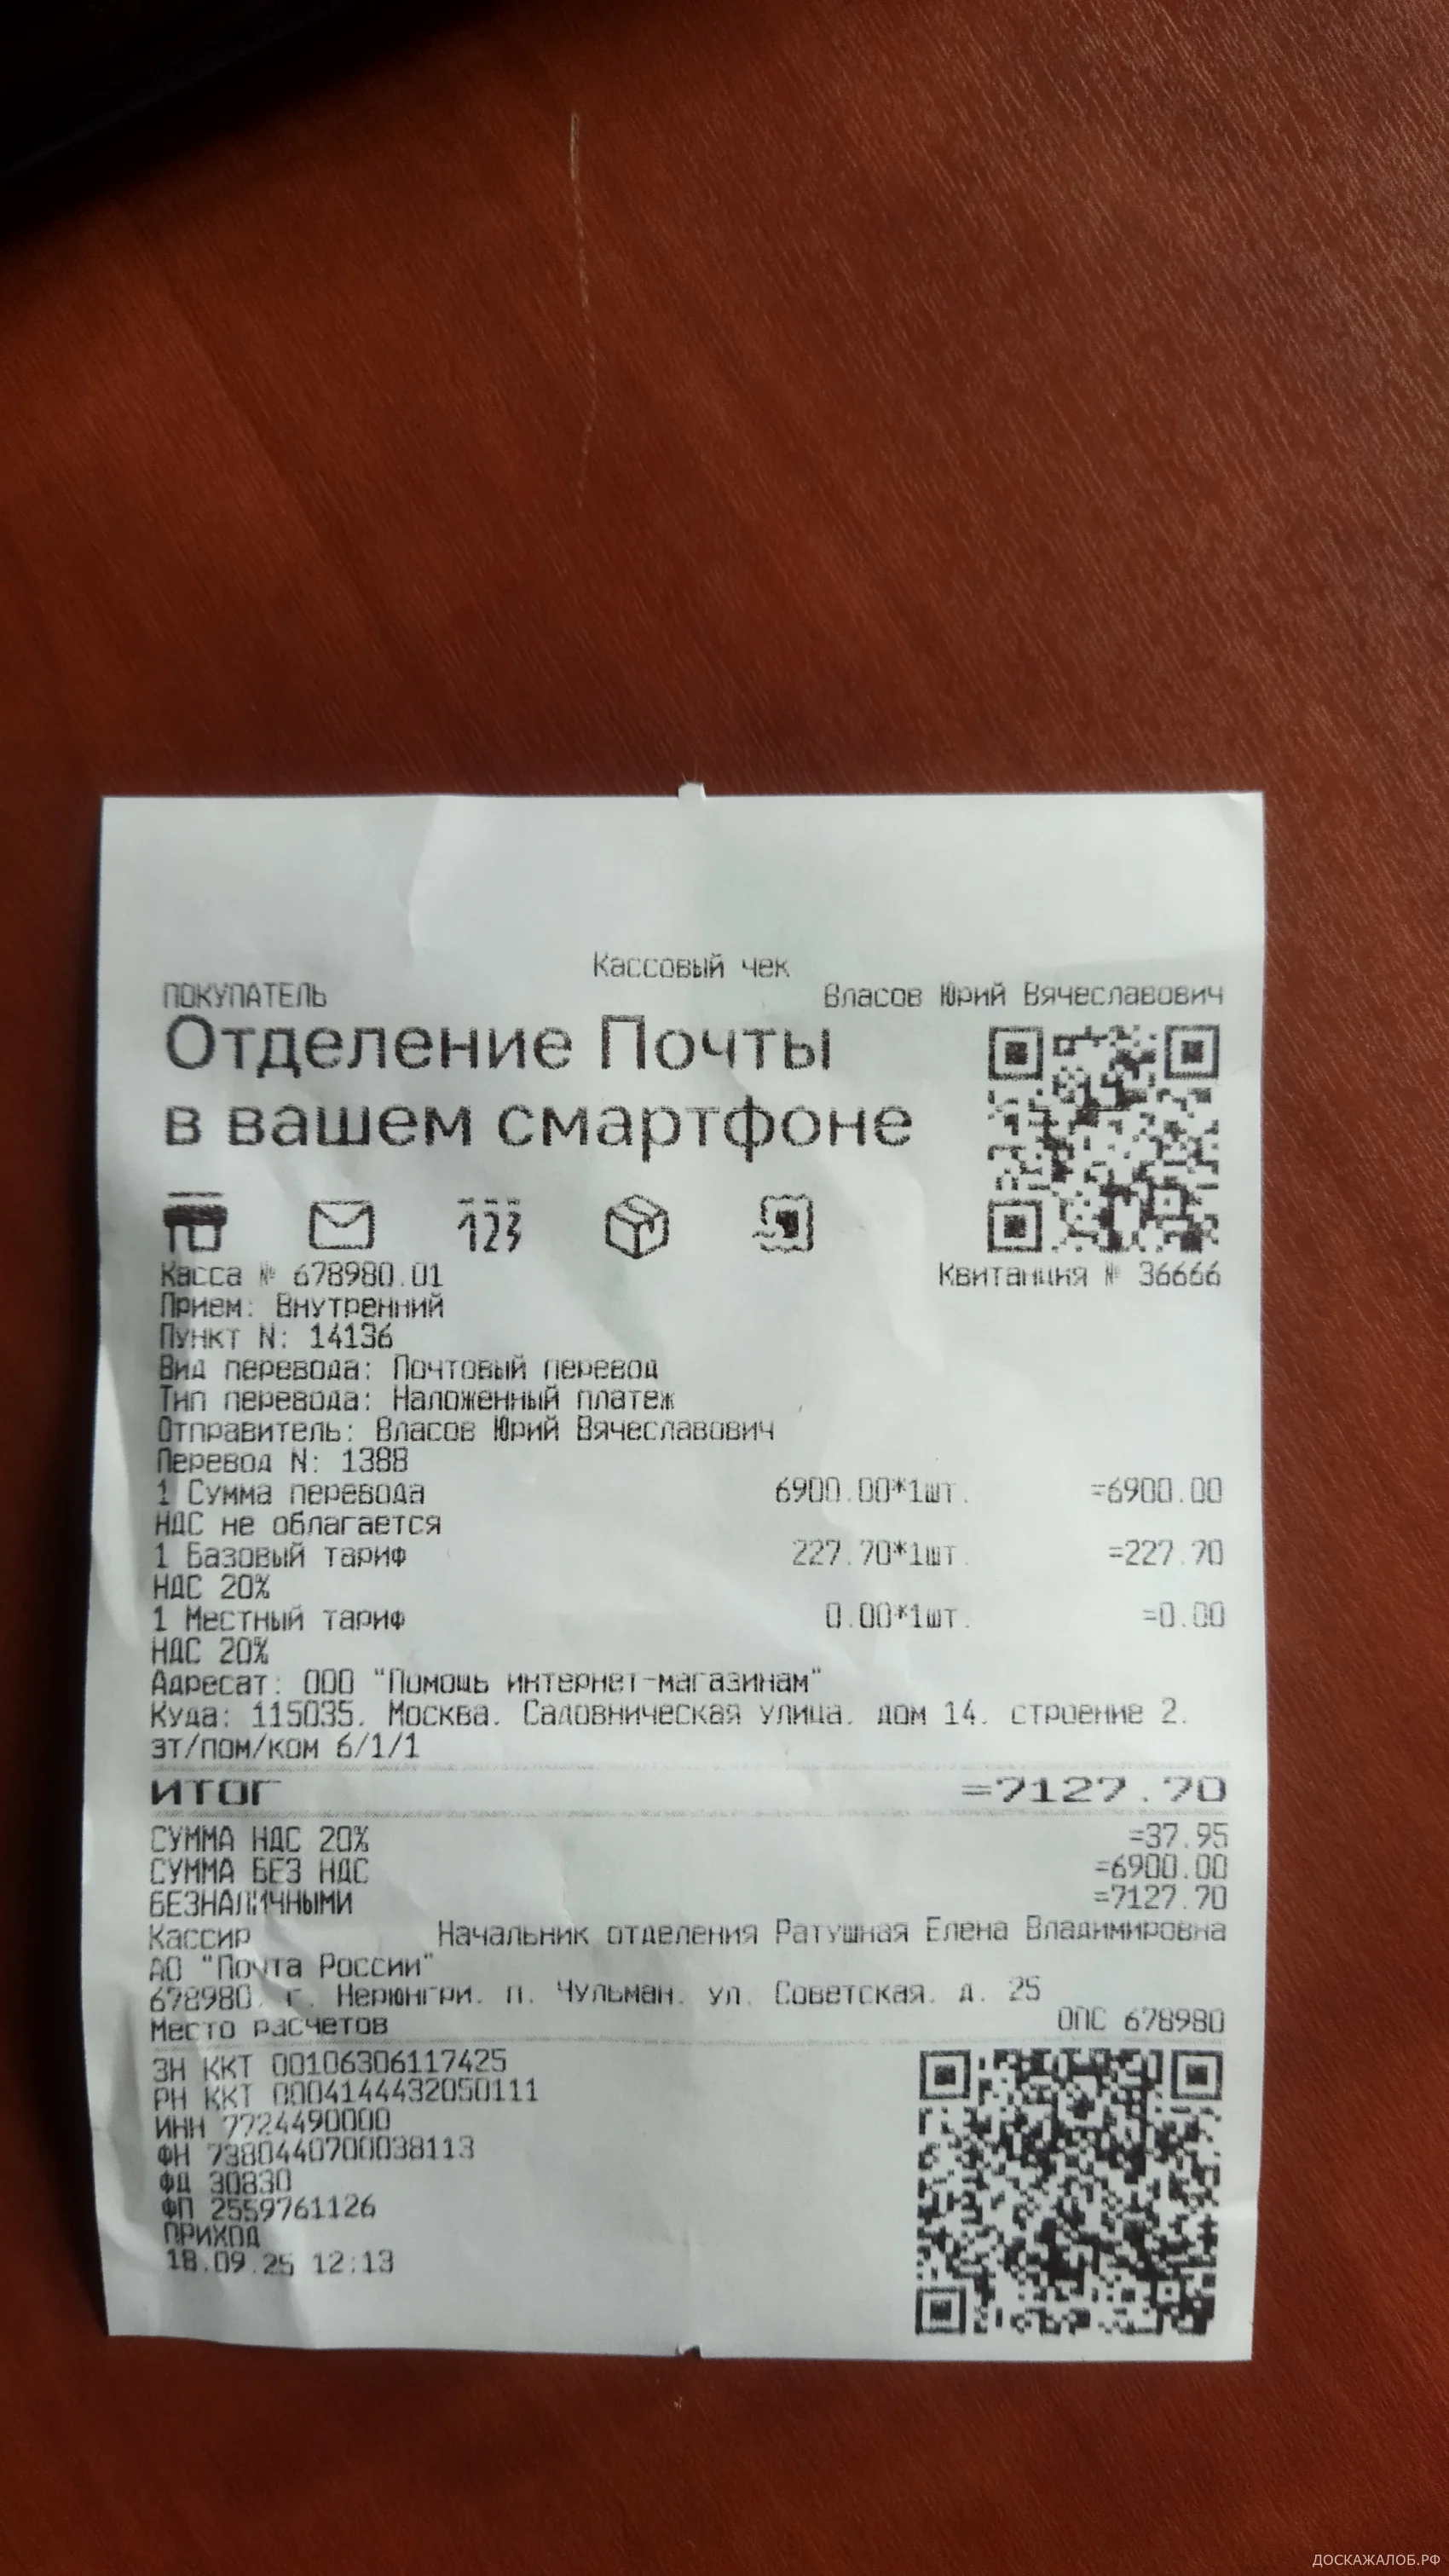 Кассовый чек
ПОКУПАТЕЛЬ Власов Юрий Вячеславович
Отделение Почты
в вашем смартфоне
123
Касса № 678980.01 Квитанция № 36666
Прием: Внутренний
Пункт N: 14136
Вид перевода: Почтовый перевод
Тип перевода: Наложенный платеж
Отправитель: Власов Юрий Вячеславович
Перевод N: 1388
1 Сумма перевода 6900.00*1шт. =6900.00
НДС не облагается
1 Базовый тариф 227.70*1шт. =227.70
НДС 20%
1 Местный тариф 0.00*1шт. =0.00
НДС 20%
Адресат: ООО "Помощь интернет-магазинам"
Куда: 115035, Москва, Садовническая улица, дом 14, строение 2,
эт/пом/ком 6/1/1
ИТОГ =7127.70
СУММА НДС 20% =37.95
СУММА БЕЗ НДС =6900.00
БЕЗНАЛИЧНЫМИ =7127.70
Кассир Начальник отделения Ратушная Елена Владимировна
АО "Почта России"
678980, г. Нерюнгри, п. Чульман, ул. Советская, д. 25
Место расчетов ОПС 678980
ЗН ККТ 00106306117425
РН ККТ 0004144432050111
ИНН 7724490000
ФН 7380440700038113
ФД 30830
ФП 2559761126
ПРИХОД
18.09.25 12:13
ДОСКАЖАЛОБ.РФ